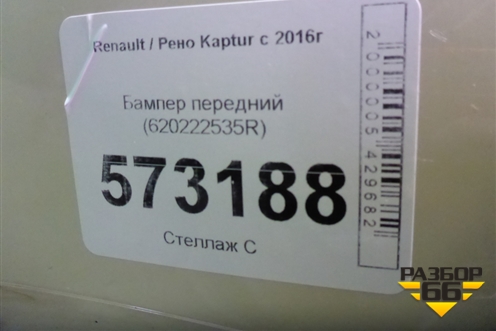 Renault / Рено Kaptur с 2016г
Бампер передний
(620222535R)
573188
Стеллаж С
2000005429682
РАЗБОР
66